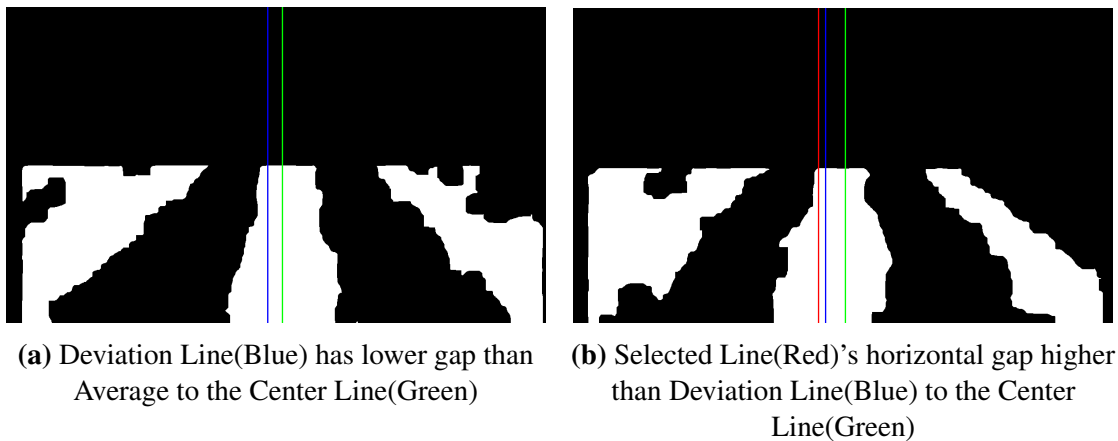 (a) Deviation Line(Blue) has lower gap than
Average to the Center Line(Green)
(b) Selected Line(Red)'s horizontal gap higher
than Deviation Line(Blue) to the Center
Line(Green)